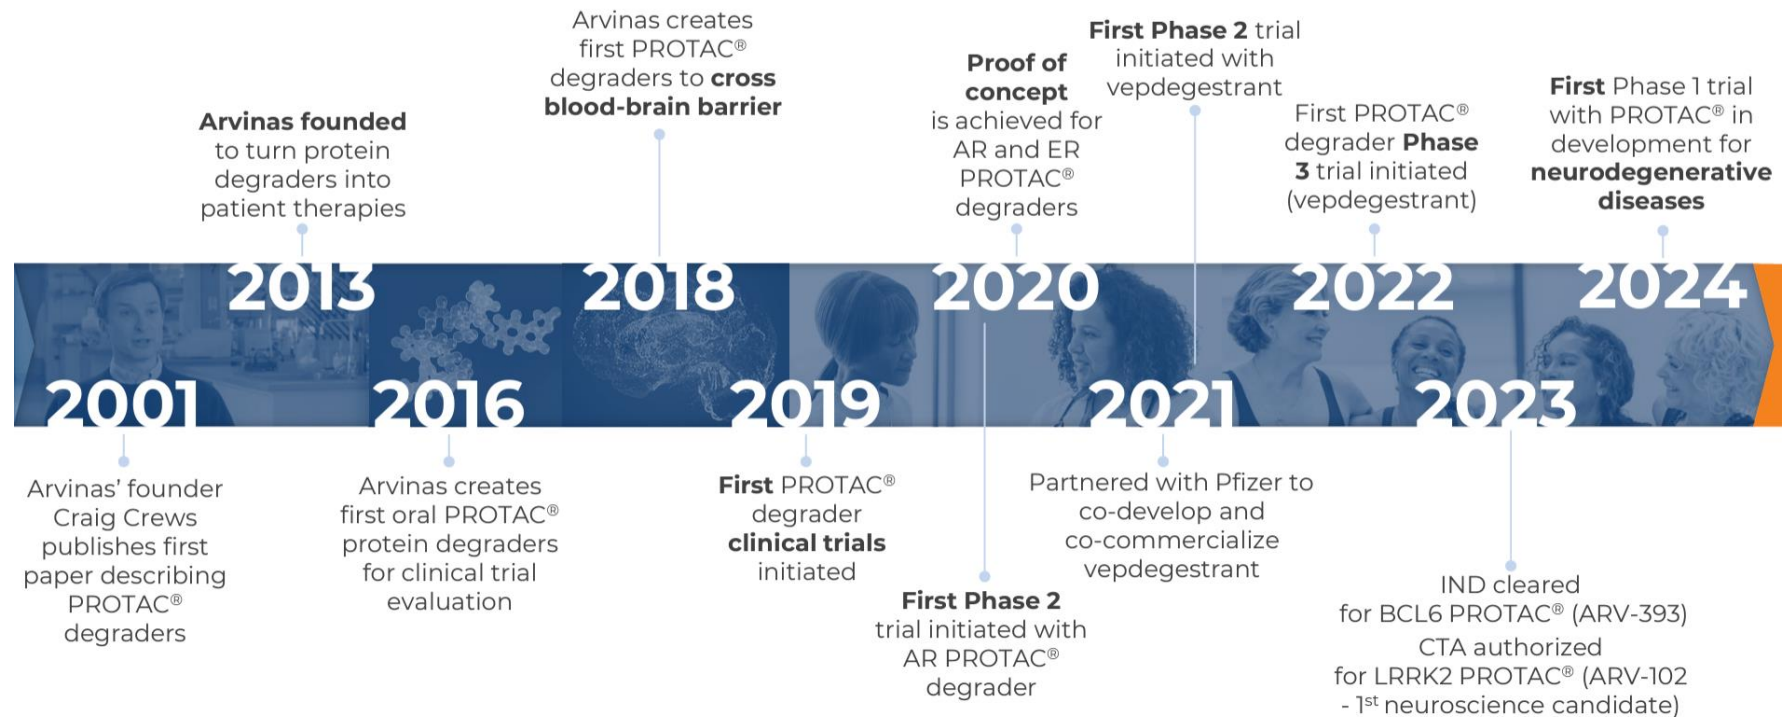 Arvinas' founder
Craig Crews
publishes first
paper describing
PROTAC®
degraders
2001
Arvinas founded
to turn protein
degraders into
patient therapies
2013
2016
Arvinas creates
first oral PROTAC®
protein degraders
for clinical trial
evaluation
Arvinas creates
first PROTAC®
degraders to cross
blood-brain barrier
2018
2019
First PROTAC®
degrader
clinical trials
initiated
Proof of
concept
is achieved for
AR and ER
PROTAC®
degraders
2020
First Phase 2
trial initiated with
AR PROTAC®
degrader
First Phase 2 trial
initiated with
vepdegestrant
2021
Partnered with Pfizer to
co-develop and
co-commercialize
vepdegestrant
First PROTAC®
degrader Phase
3 trial initiated
(vepdegestrant)
2022
2023
IND cleared
for BCL6 PROTAC® (ARV-393)
CTA authorized
for LRRK2 PROTAC® (ARV-102
- 1st neuroscience candidate)
First Phase 1 trial
with PROTAC® in
development for
neurodegenerative
diseases
2024